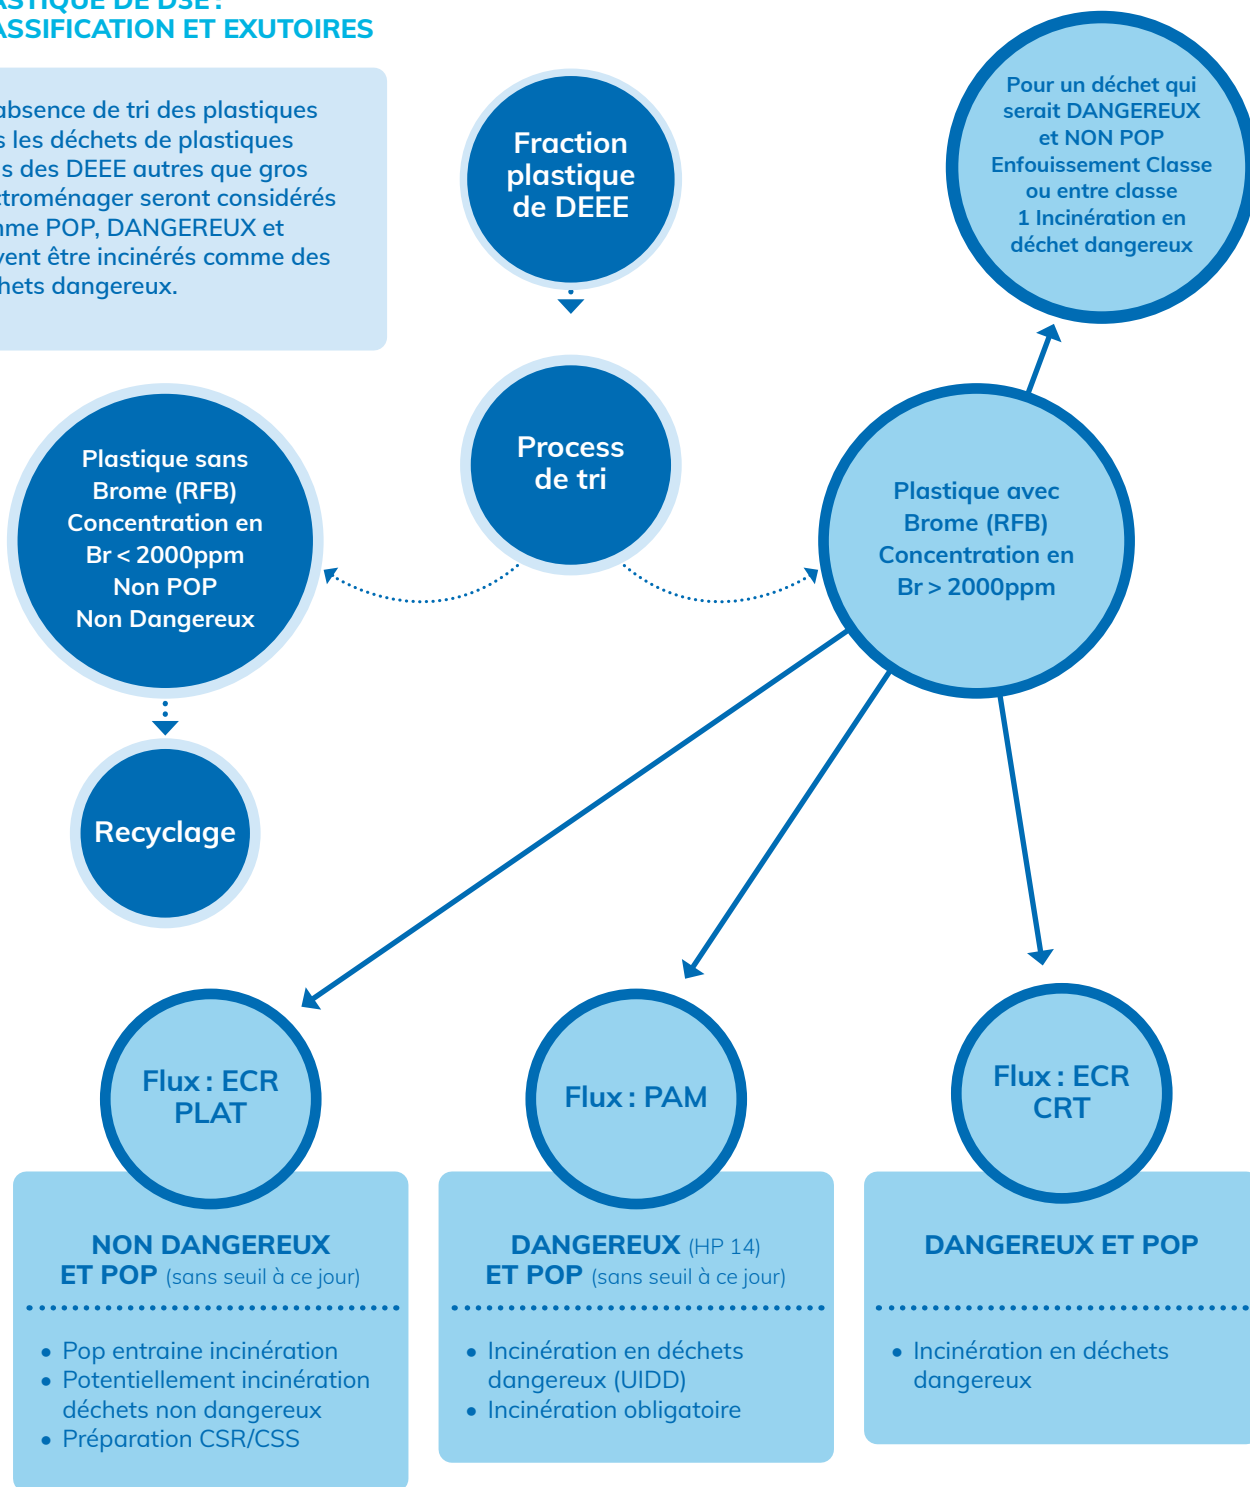 ASTIQUE DE D3E :
ASSIFICATION ET EXUTOIRES
absence de tri des plastiques
s les déchets de plastiques
s des DEEE autres que gros
ctroménager seront considérés
nme POP, DANGEREUX et
vent être incinérés comme des
hets dangereux.
Fraction
plastique
de DEEE
Pour un déchet qui
serait DANGEREUX
et NON POP
Enfouissement Classe
ou entre classe
1 Incinération en
déchet dangereux
Process
de tri
Plastique sans
Brome (RFB)
Concentration en
Br < 2000ppm
Non POP
Non Dangereux
Plastique avec
Brome (RFB)
Concentration en
Br > 2000ppm
Recyclage
Flux : ECR
PLAT
NON DANGEREUX
ET POP (sans seuil à ce jour)
• Pop entraine incinération
• Potentiellement incinération
déchets non dangereux
• Préparation CSR/CSS
Flux : PAM
DANGEREUX (HP 14)
ET POP (sans seuil à ce jour)
• Incinération en déchets
dangereux (UIDD)
• Incinération obligatoire
Flux : ECR
CRT
DANGEREUX ET POP
• Incinération en déchets
dangereux